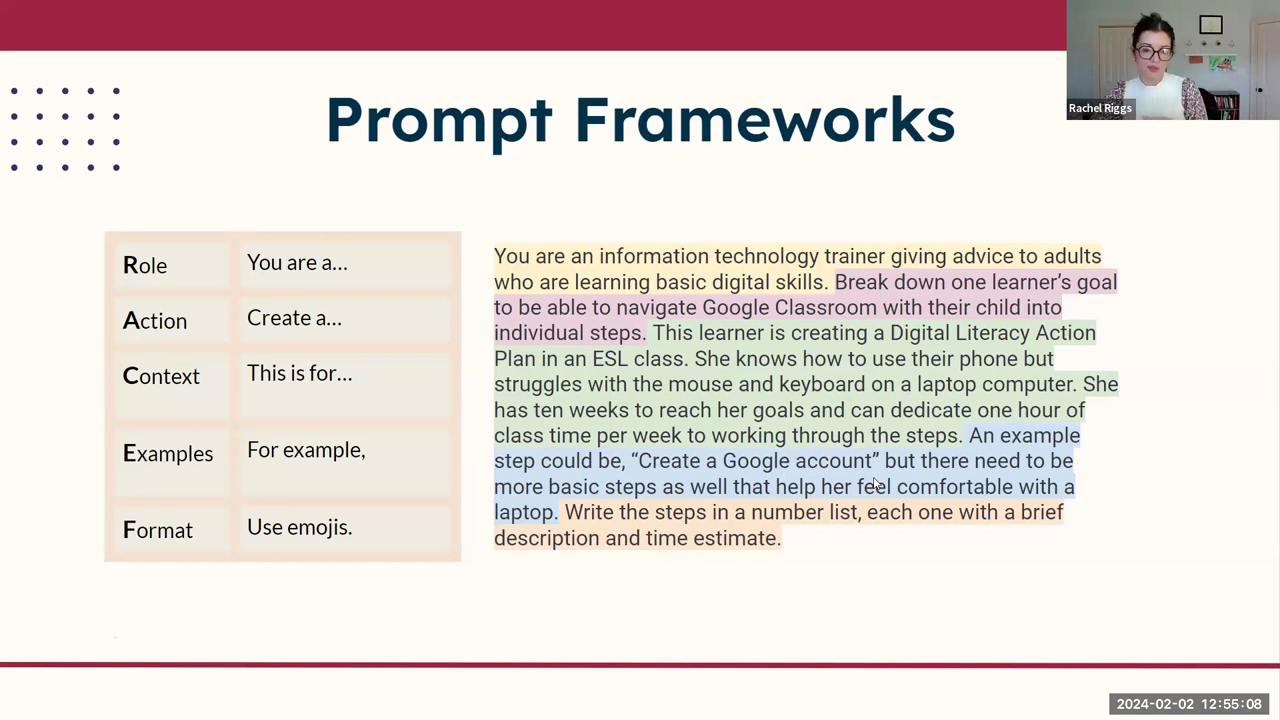 Prompt Frameworks
Rachel Riggs
Role You are a...
Action Create a...
Context This is for...
Examples For example,
Format Use emojis.
You are an information technology trainer giving advice to adults
who are learning basic digital skills. Break down one learner’s goal
to be able to navigate Google Classroom with their child into
individual steps. This learner is creating a Digital Literacy Action
Plan in an ESL class. She knows how to use their phone but
struggles with the mouse and keyboard on a laptop computer. She
has ten weeks to reach her goals and can dedicate one hour of
class time per week to working through the steps. An example
step could be, “Create a Google account” but there need to be
more basic steps as well that help her feel comfortable with a
laptop. Write the steps in a number list, each one with a brief
description and time estimate.
2024-02-02 12:55:08